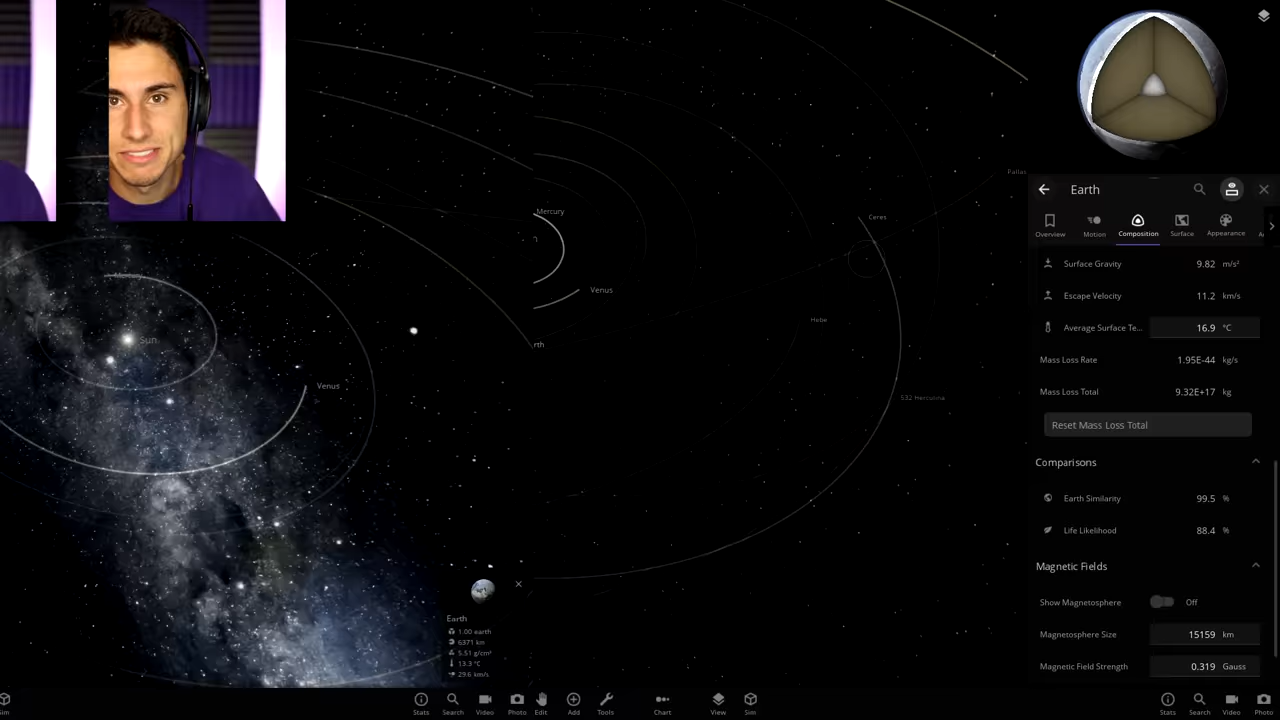 Pallas
Earth
Overview
Motion
Composition
Surface
Appearance
Mercury
Ceres
Surface Gravity 9.82 m/s²
Mercury
Venus
Escape Velocity 11.2 km/s
Hebe
Average Surface Te... 16.9 °C
Sun
rth
Mass Loss Rate 1.95E-44 kg/s
Venus
Mass Loss Total 9.32E+17 kg
532 Herculina
Reset Mass Loss Total
Comparisons
Earth Similarity 99.5 %
Life Likelihood 88.4 %
Magnetic Fields
Show Magnetosphere Off
Earth
1.00 earth
6371 km
5.51 g/cm³
13.3 °C
29.6 km/s
Magnetosphere Size 15159 km
Magnetic Field Strength 0.319 Gauss
Sim
Stats
Search
Video
Photo
Edit
Add
Tools
Chart
View
Sim
Stats
Search
Video
Photo